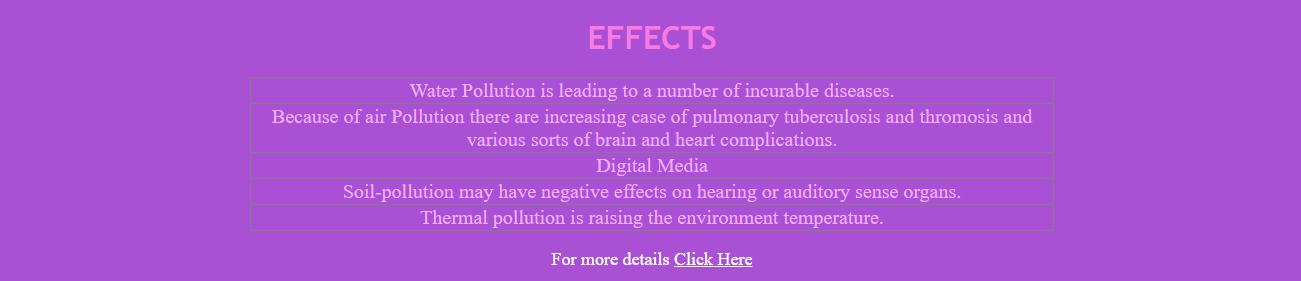 EFFECTS
Water Pollution is leading to a number of incurable diseases.
Because of air Pollution there are increasing case of pulmonary tuberculosis and thromosis and
various sorts of brain and heart complications.
Digital Media
Soil-pollution may have negative effects on hearing or auditory sense organs.
Thermal pollution is raising the environment temperature.
For more details Click Here